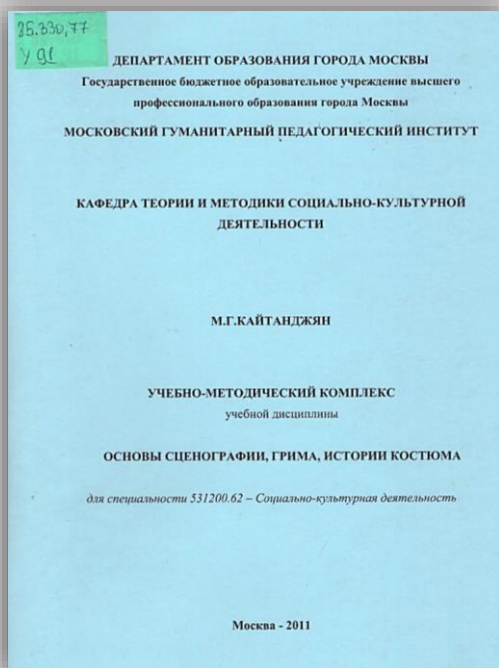 85.330,77
У 91
ДЕПАРТАМЕНТ ОБРАЗОВАНИЯ ГОРОДА МОСКВЫ
Государственное бюджетное образовательное учреждение высшего
профессионального образования города Москвы
МОСКОВСКИЙ ГУМАНИТАРНЫЙ ПЕДАГОГИЧЕСКИЙ ИНСТИТУТ
КАФЕДРА ТЕОРИИ И МЕТОДИКИ СОЦИАЛЬНО-КУЛЬТУРНОЙ
ДЕЯТЕЛЬНОСТИ
М.Г.КАЙТАНДЖЯН
УЧЕБНО-МЕТОДИЧЕСКИЙ КОМПЛЕКС
учебной дисциплины
ОСНОВЫ СЦЕНОГРАФИИ, ГРИМА, ИСТОРИИ КОСТЮМА
для специальности 531200.62 – Социально-культурная деятельность
Москва - 2011